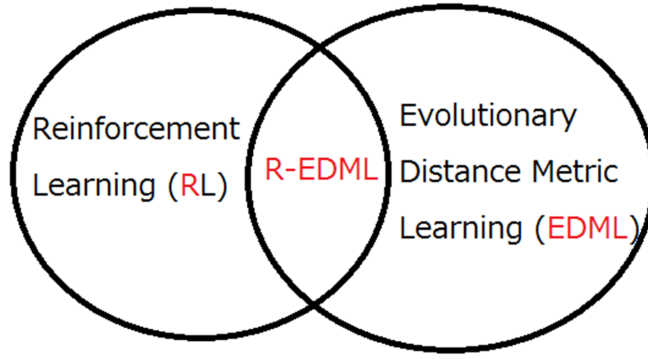 Reinforcement
Learning (RL)
R-EDML
Evolutionary
Distance Metric
Learning (EDML)